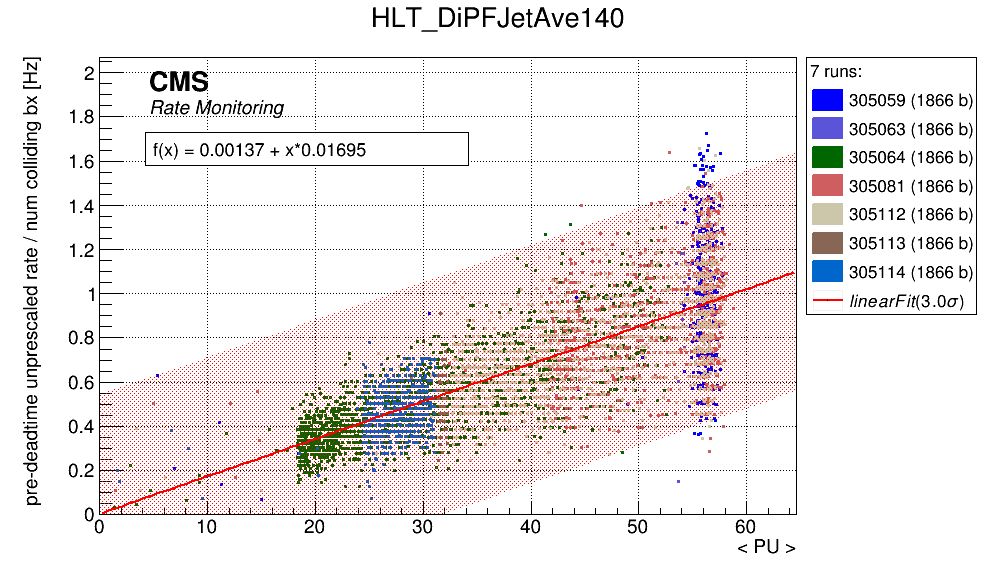 HLT_DiPFJetAve140
pre-deadtime unprescaled rate / num colliding bx [Hz]
2
1.8
1.6
1.4
1.2
1
0.8
0.6
0.4
0.2
0
CMS
Rate Monitoring
f(x) = 0.00137 + x*0.01695
0 10 20 30 40 50 60
< PU >
7 runs:
305059 (1866 b)
305063 (1866 b)
305064 (1866 b)
305081 (1866 b)
305112 (1866 b)
305113 (1866 b)
305114 (1866 b)
linearFit(3.0σ)